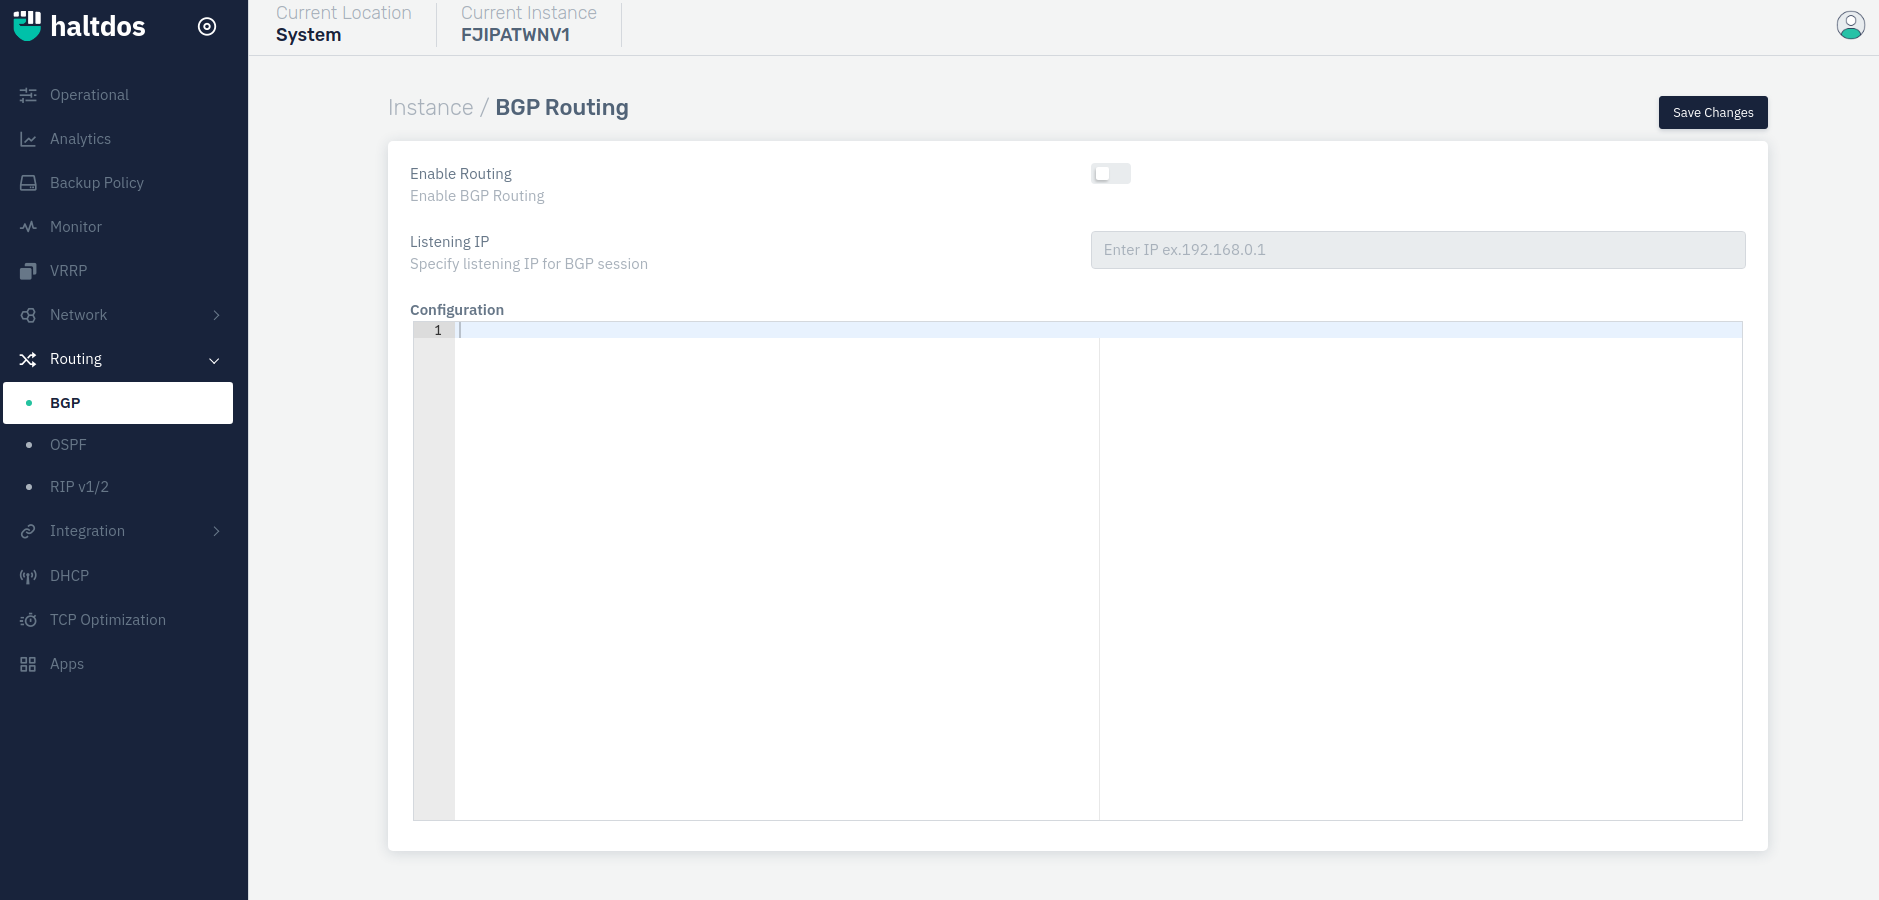 haltdos
Current Location
System
Current Instance
FJIPATWNV1
Operational
Analytics
Backup Policy
Monitor
VRRP
Network
Routing
BGP
OSPF
RIP v1/2
Integration
DHCP
TCP Optimization
Apps
Instance / BGP Routing
Save Changes
Enable Routing
Enable BGP Routing
Listening IP
Specify listening IP for BGP session
Enter IP ex.192.168.0.1
Configuration
1